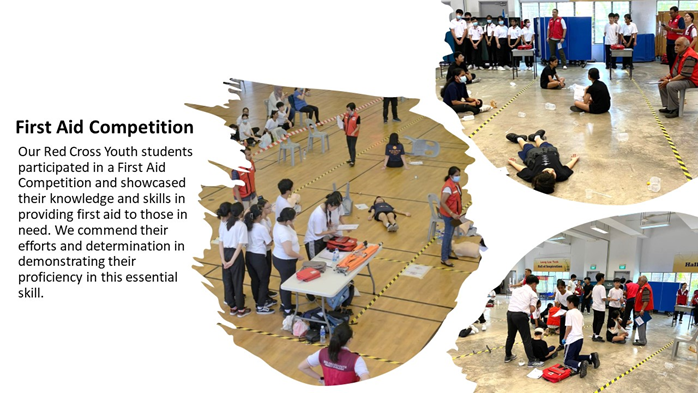 First Aid Competition
Our Red Cross Youth students
participated in a First Aid
Competition and showcased
their knowledge and skills in
providing first aid to those in
need. We commend their
efforts and determination in
demonstrating their
proficiency in this essential
skill.